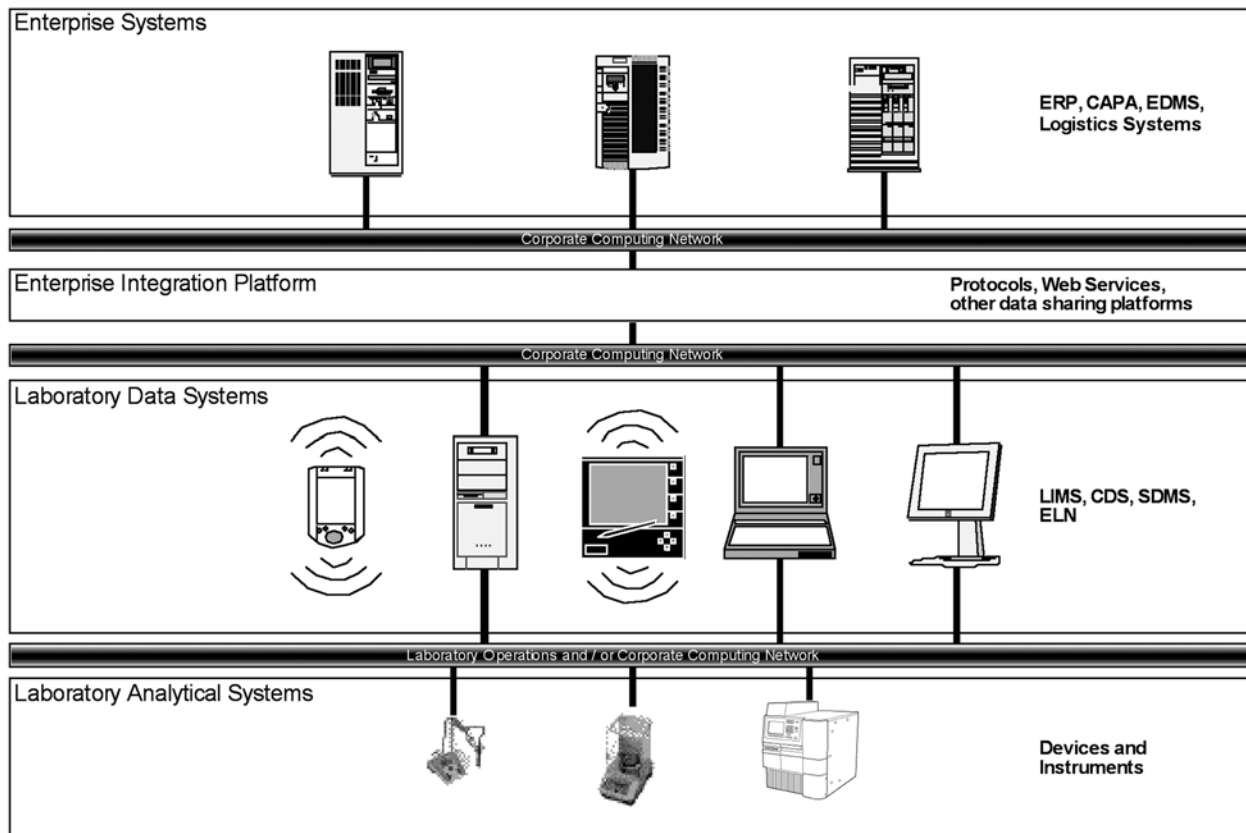 Enterprise Systems
ERP, CAPA, EDMS,
Logistics Systems
Corporate Computing Network
Enterprise Integration Platform
Protocols, Web Services,
other data sharing platforms
Corporate Computing Network
Laboratory Data Systems
LIMS, CDS, SDMS,
ELN
Laboratory Operations and / or Corporate Computing Network
Laboratory Analytical Systems
Devices and
Instruments